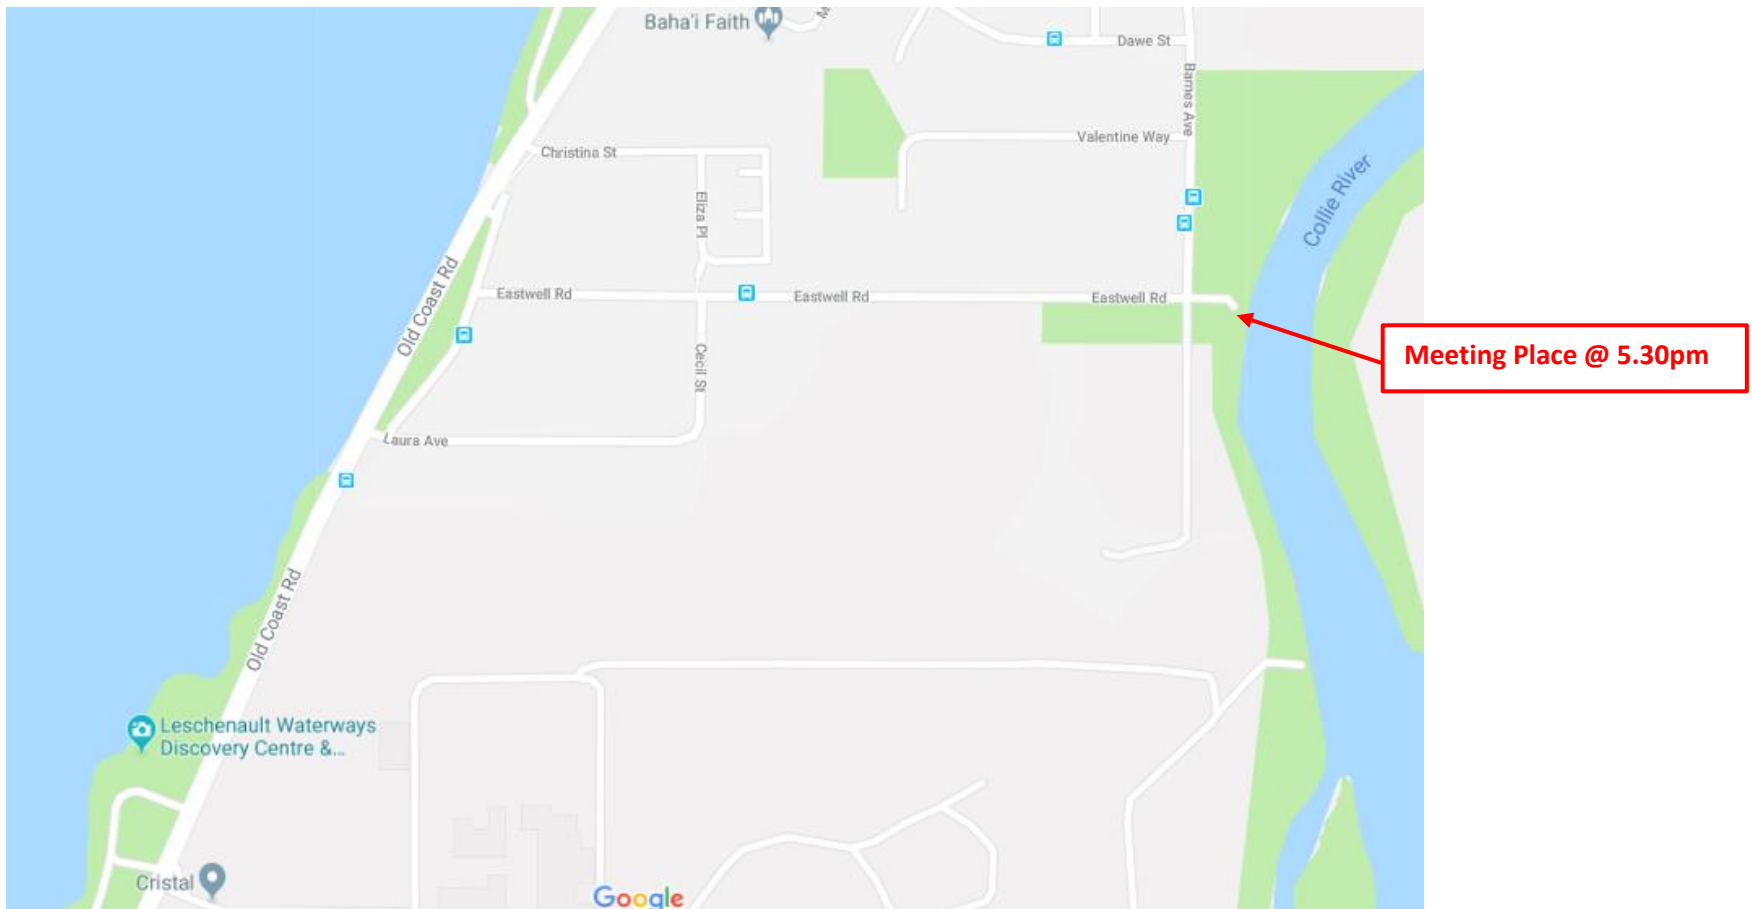 Baha'i Faith
Dawe St
Barnes Ave
Valentine Way
Christina St
Collie River
Eliza Pl
Old Coast Rd
Eastwell Rd
Eastwell Rd
Eastwell Rd
Meeting Place @ 5.30pm
Cecil St
Laura Ave
Old Coast Rd
Leschenault Waterways
Discovery Centre &...
Cristal
Google